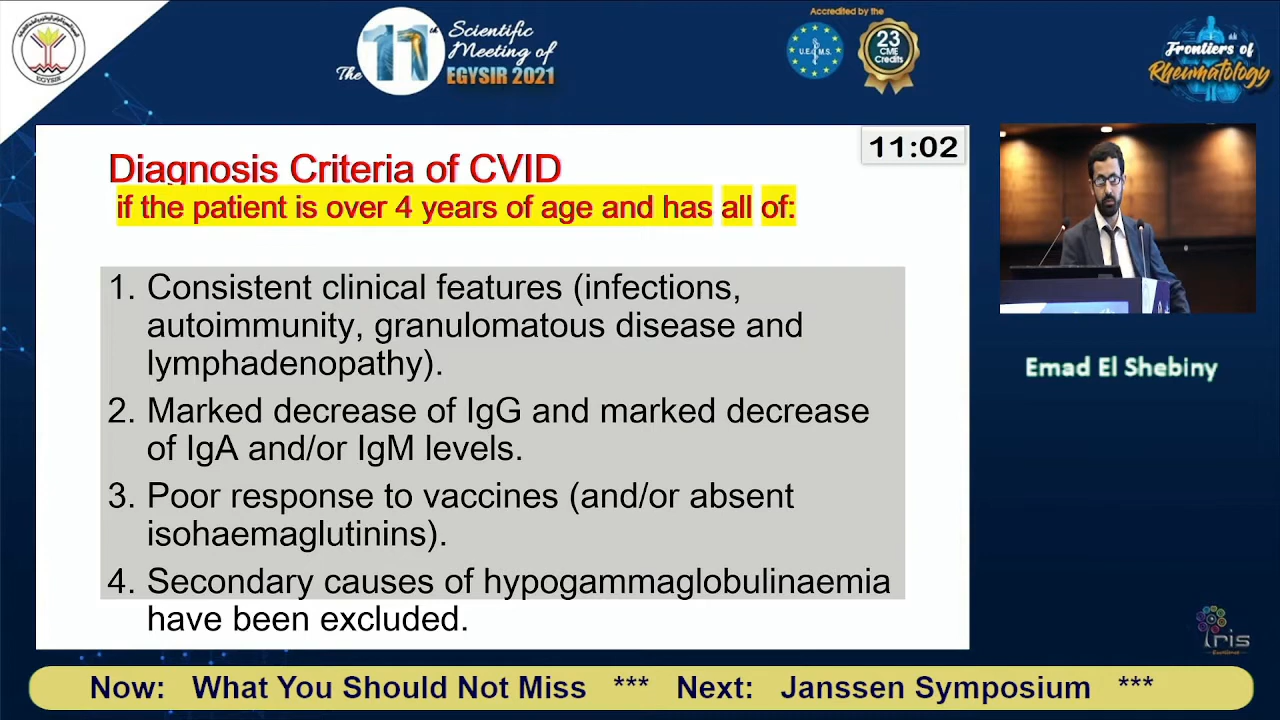 EGYSIR
The 11th
Scientific
Meeting of
EGYSIR 2021
Accredited by the
U.E.M.S.
23
CME
Credits
Frontiers of
Rheumatology
11:02
Diagnosis Criteria of CVID
if the patient is over 4 years of age and has all of:
1. Consistent clinical features (infections,
autoimmunity, granulomatous disease and
lymphadenopathy).
2. Marked decrease of IgG and marked decrease
of IgA and/or IgM levels.
3. Poor response to vaccines (and/or absent
isohaemaglutinins).
4. Secondary causes of hypogammaglobulinaemia
have been excluded.
Emad El Shebiny
Iris
Now: What You Should Not Miss *** Next: Janssen Symposium ***